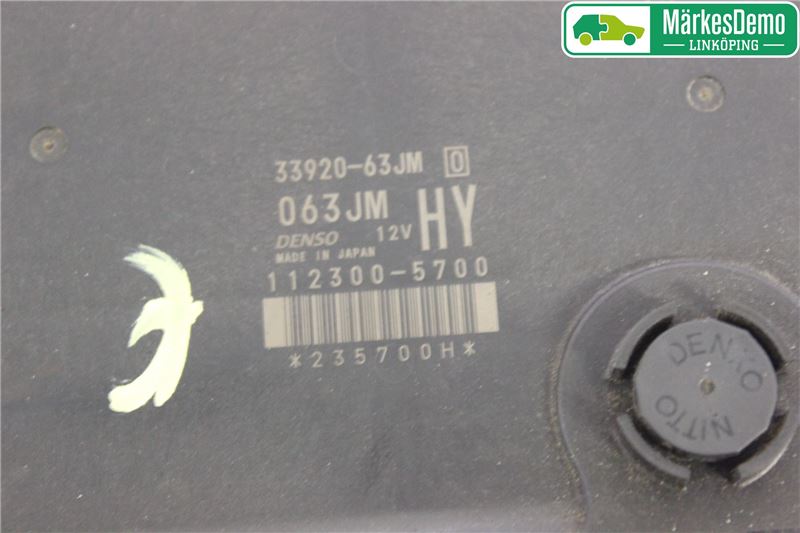 MärkesDemo
LINKÖPING
33920-63JM 0
063JM HY
DENSO 12V
MADE IN JAPAN
112300-5700
*235700H*
DENSO
NITTO